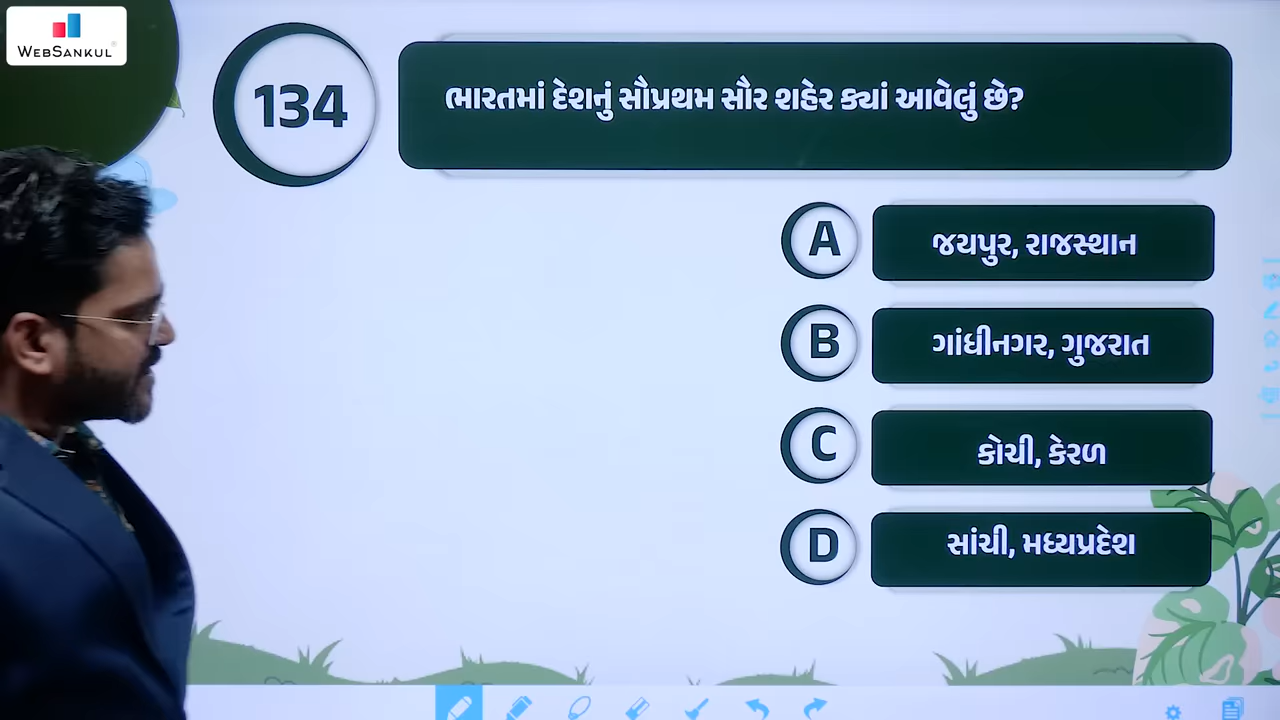 WEBSANKUL
134
ભારતમાં દેશનું સૌપ્રથમ સૌર શહેર ક્યાં આવેલું છે?
A
જયપુર, રાજસ્થાન
B
ગાંધીનગર, ગુજરાત
C
કોચી, કેરળ
D
સાંચી, મધ્યપ્રદેશ